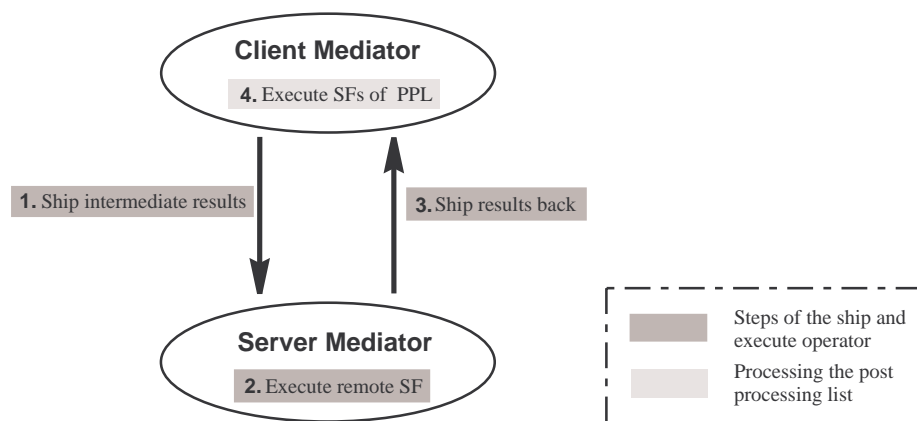 Client Mediator
4. Execute SFs of PPL
1. Ship intermediate results
3. Ship results back
Server Mediator
2. Execute remote SF
Steps of the ship and
execute operator
Processing the post
processing list